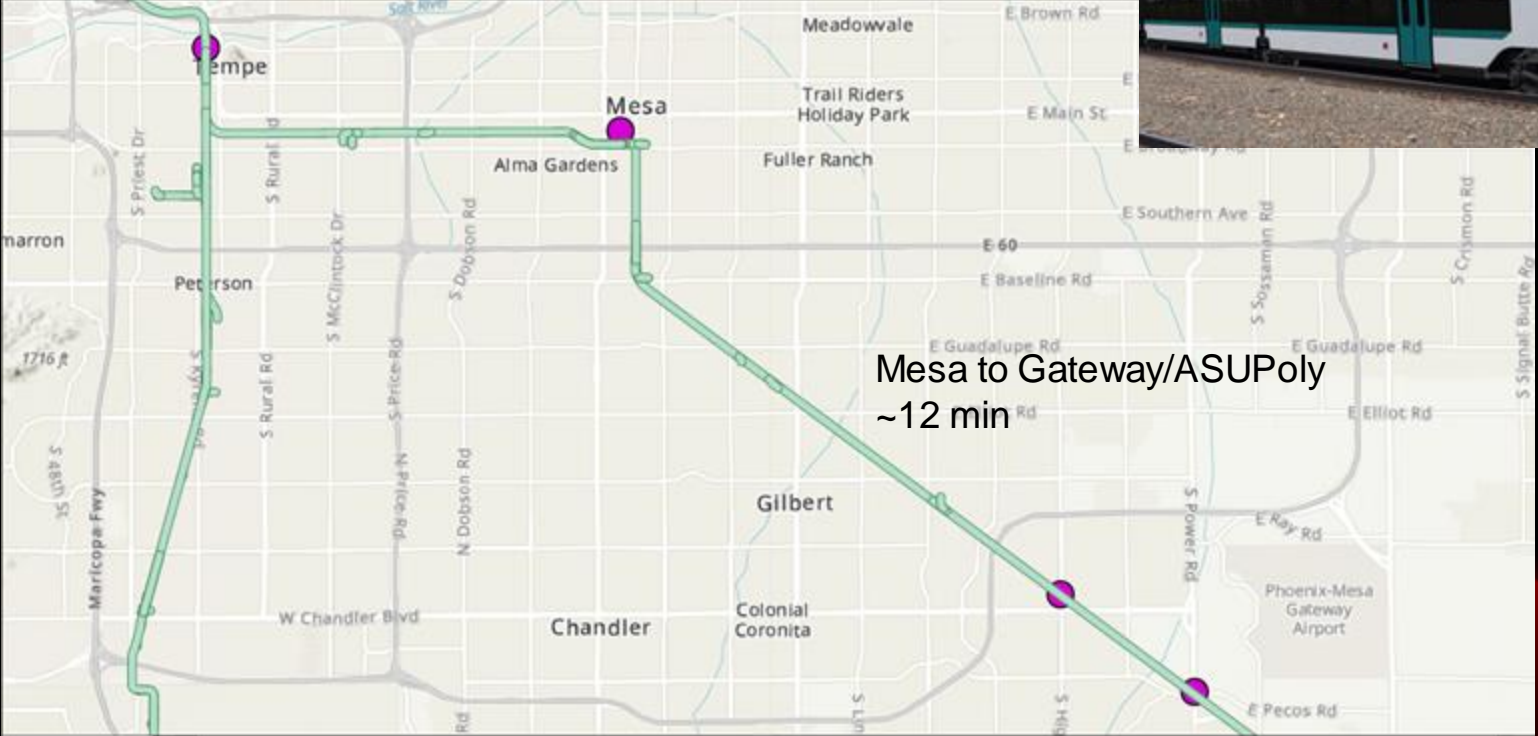 Salt River
Meadowvale
E Brown Rd
Tempe
Mesa
Trail Riders
Holiday Park
E Main St
S Priest Dr
S Rural
Alma Gardens
Fuller Ranch
E Broadway Rd
S McClintock Dr
S Dobson Rd
E Southern Ave
S Sossaman Rd
S Crismon Rd
marron
E 60
Peterson
E Baseline Rd
S Signal Butte Rd
1716 ft
S Rural Rd
S Price Rd
E Guadalupe Rd
E Guadalupe Rd
Mesa to Gateway/ASUPoly
~12 min
Rd
E Elliot Rd
S 48th St
Maricopa Fwy
N Price Rd
N Dobson Rd
Gilbert
S Power Rd
E Ray Rd
Phoenix-Mesa
Gateway
Airport
W Chandler Blvd
Chandler
Colonial
Coronita
Rd
E Pecos Rd